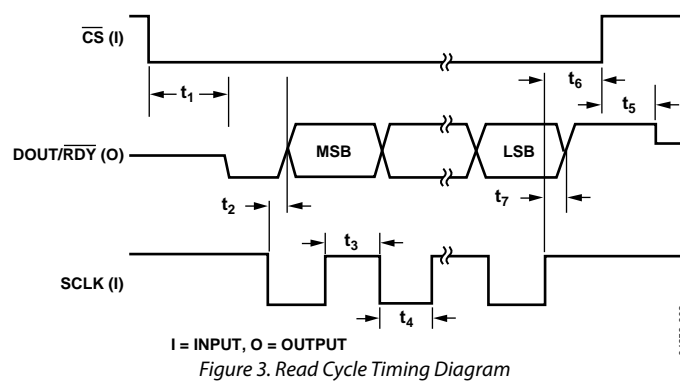 CS (I)
t1
t6
t5
DOUT/RDY (O)
MSB
LSB
t2
t7
t3
SCLK (I)
t4
I = INPUT, O = OUTPUT
Figure 3. Read Cycle Timing Diagram